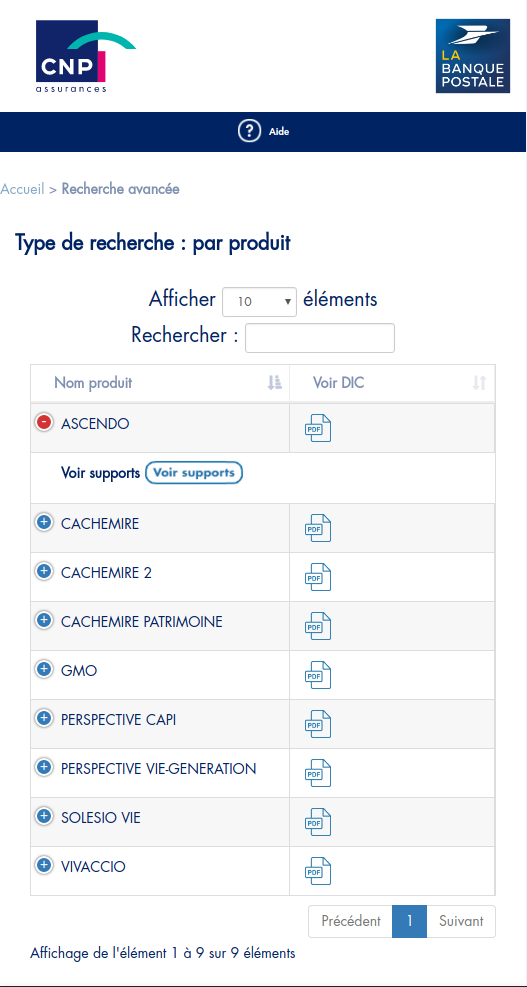 CNP
assurances
LA
BANQUE
POSTALE
? Aide
Accueil > Recherche avancée
Type de recherche : par produit
Afficher 10 éléments
Rechercher :
Nom produit Voir DIC
- ASCENDO PDF
Voir supports Voir supports
+ CACHEMIRE PDF
+ CACHEMIRE 2 PDF
+ CACHEMIRE PATRIMOINE PDF
+ GMO PDF
+ PERSPECTIVE CAPI PDF
+ PERSPECTIVE VIE-GENERATION PDF
+ SOLESIO VIE PDF
+ VIVACCIO PDF
Précédent 1 Suivant
Affichage de l'élément 1 à 9 sur 9 éléments